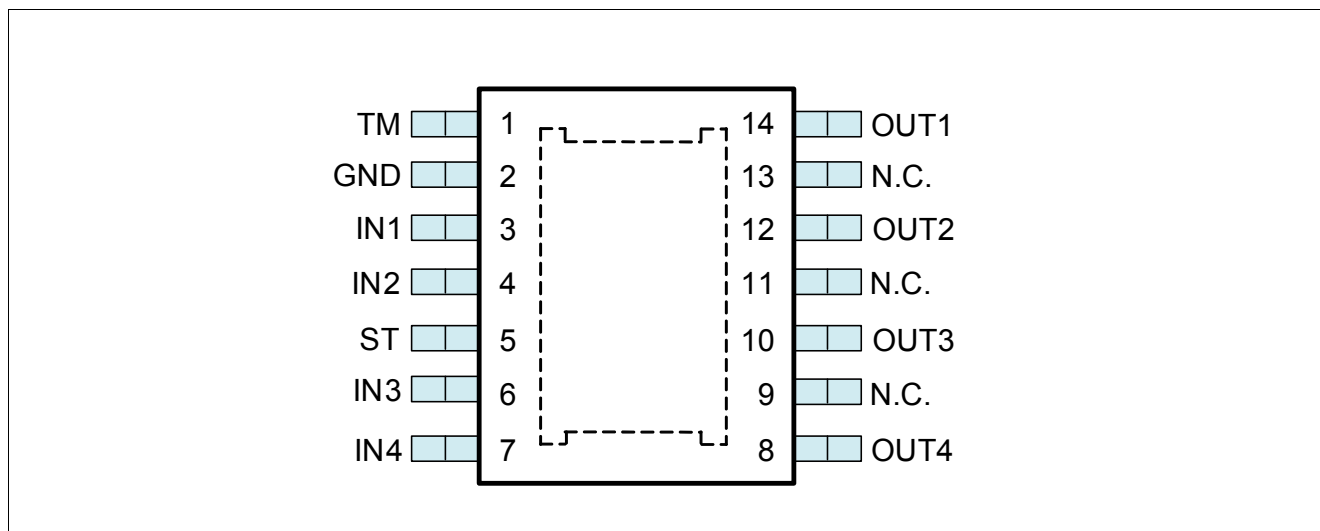 TM 1 14 OUT1
GND 2 13 N.C.
IN1 3 12 OUT2
IN2 4 11 N.C.
ST 5 10 OUT3
IN3 6 9 N.C.
IN4 7 8 OUT4